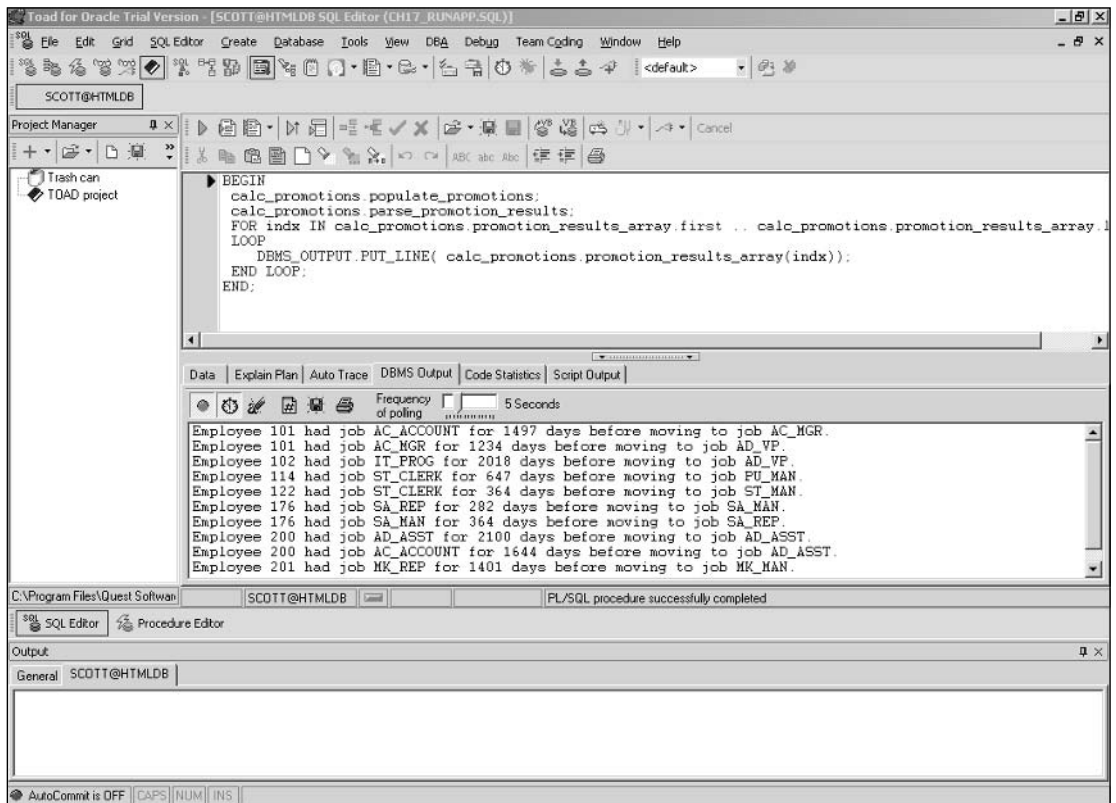 Toad for Oracle Trial Version - [SCOTT@HTMLDB SQL Editor (CH17_RUNAPP.SQL)]
SQL File Edit Grid SQL Editor Create Database Tools View DBA Debug Team Coding Window Help
<default>
SCOTT@HTMLDB
Project Manager
Cancel
ABC abc Abc
Trash can
TOAD project
BEGIN
calc_promotions.populate_promotions;
calc_promotions.parse_promotion_results;
FOR indx IN calc_promotions.promotion_results_array.first .. calc_promotions.promotion_results_array.l
LOOP
DBMS_OUTPUT.PUT_LINE( calc_promotions.promotion_results_array(indx));
END LOOP;
END;
Data Explain Plan Auto Trace DBMS Output Code Statistics Script Output
Frequency of polling 5 Seconds
Employee 101 had job AC_ACCOUNT for 1497 days before moving to job AC_MGR.
Employee 101 had job AC_MGR for 1234 days before moving to job AD_VP.
Employee 102 had job IT_PROG for 2018 days before moving to job AD_VP.
Employee 114 had job ST_CLERK for 647 days before moving to job PU_MAN.
Employee 122 had job ST_CLERK for 364 days before moving to job ST_MAN.
Employee 176 had job SA_REP for 282 days before moving to job SA_MAN.
Employee 176 had job SA_MAN for 364 days before moving to job SA_REP.
Employee 200 had job AD_ASST for 2100 days before moving to job AD_ASST.
Employee 200 had job AC_ACCOUNT for 1644 days before moving to job AD_ASST.
Employee 201 had job MK_REP for 1401 days before moving to job MK_MAN.
C:\Program Files\Quest Softwar SCOTT@HTMLDB PL/SQL procedure successfully completed
SQL SQL Editor Procedure Editor
Output
General SCOTT@HTMLDB
AutoCommit is OFF CAPS NUM INS